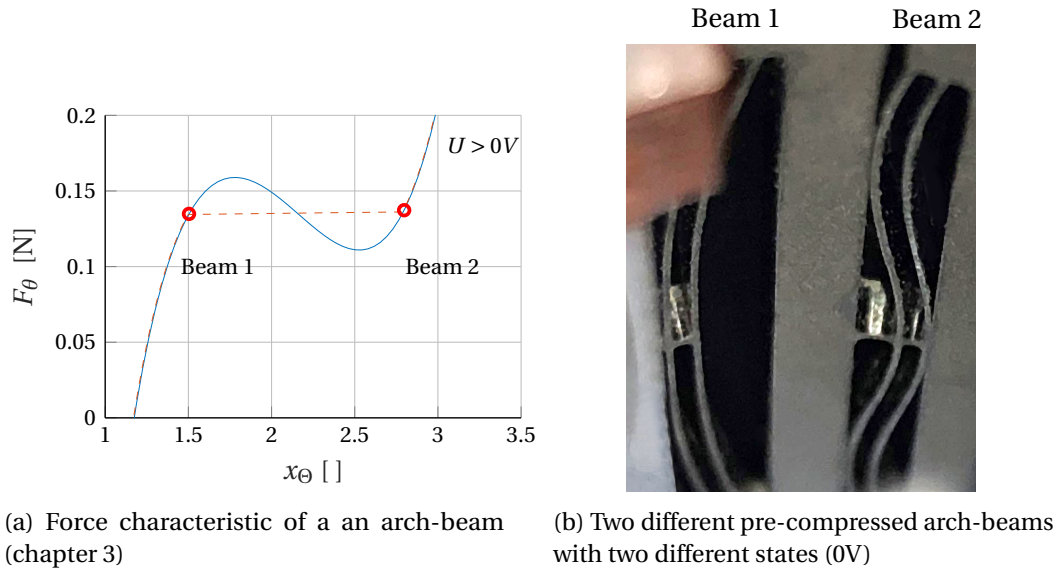 Beam 1
Beam 2
0.2
0.15
0.1
0.05
0
F_θ [N]
U > 0V
Beam 1
Beam 2
1
1.5
2
2.5
3
3.5
x_Θ [ ]
(a) Force characteristic of a an arch-beam
(chapter 3)
(b) Two different pre-compressed arch-beams
with two different states (0V)